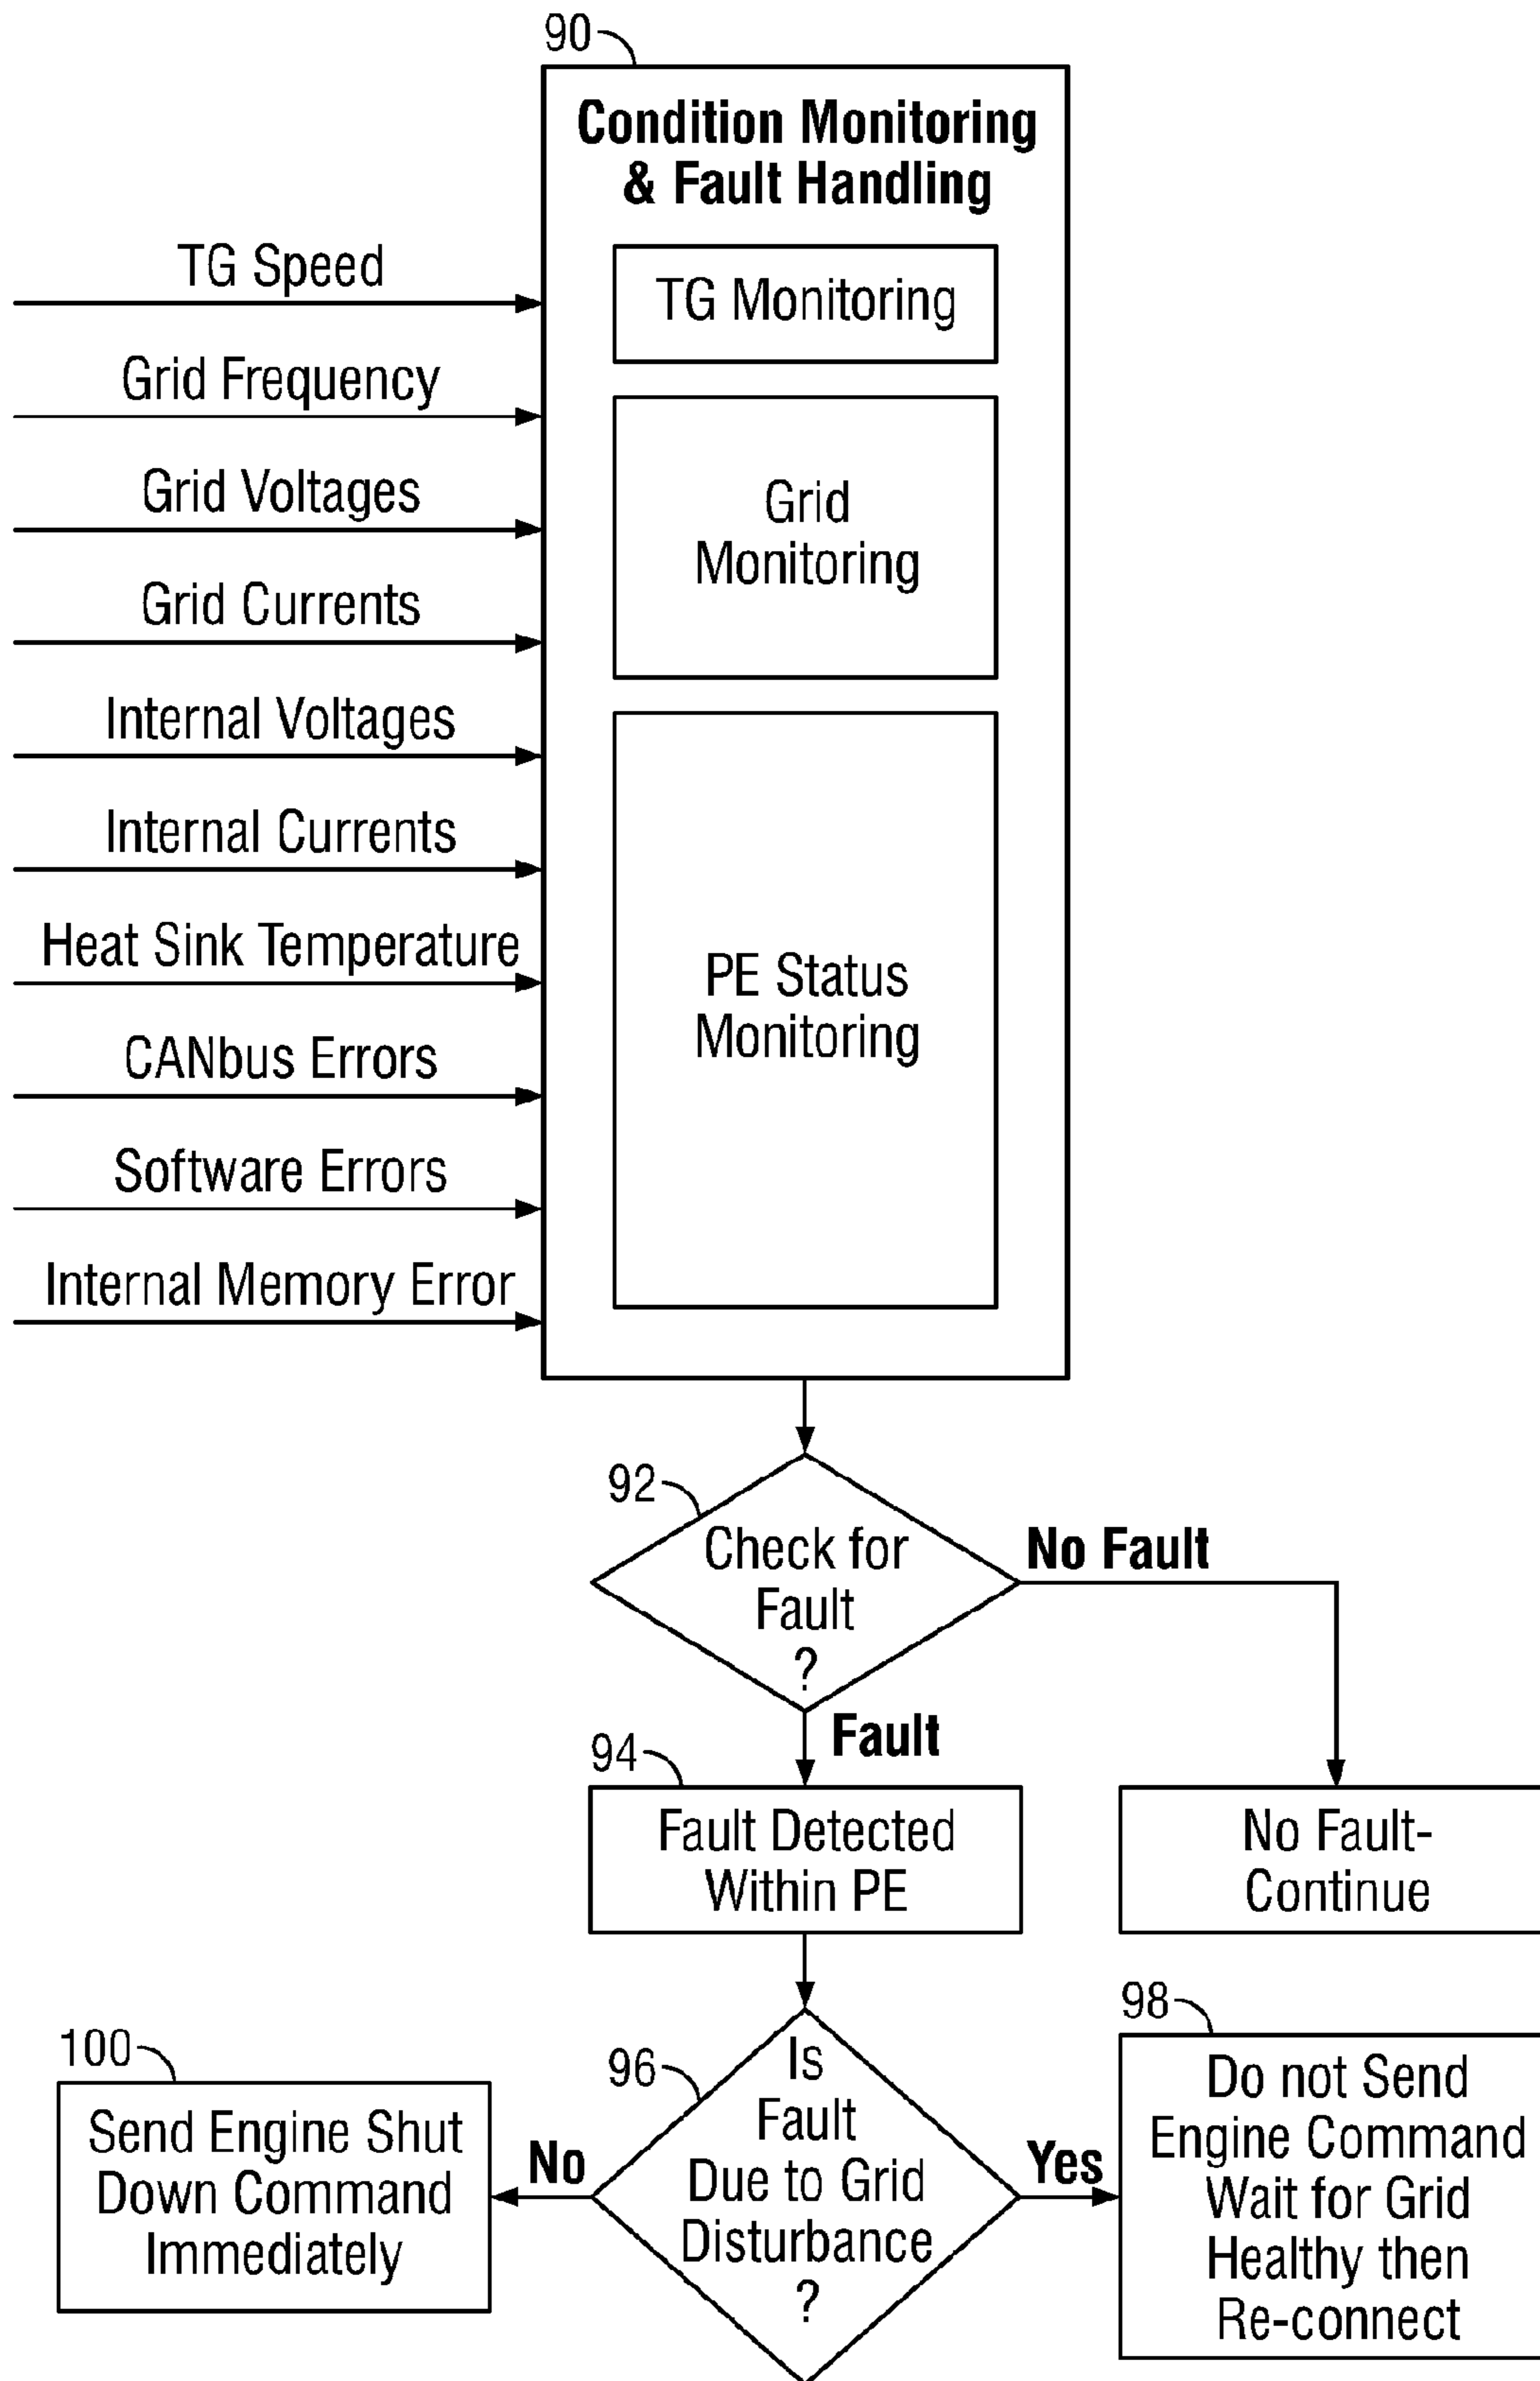 90
Condition Monitoring
& Fault Handling
TG Speed
TG Monitoring
Grid Frequency
Grid Voltages
Grid
Monitoring
Grid Currents
Internal Voltages
Internal Currents
Heat Sink Temperature
PE Status
Monitoring
CANbus Errors
Software Errors
Internal Memory Error
92
Check for
Fault
?
No Fault
Fault
94
Fault Detected
Within PE
No Fault-
Continue
96
Is
Fault
Due to Grid
Disturbance
?
No
Yes
100
Send Engine Shut
Down Command
Immediately
98
Do not Send
Engine Command
Wait for Grid
Healthy then
Re-connect